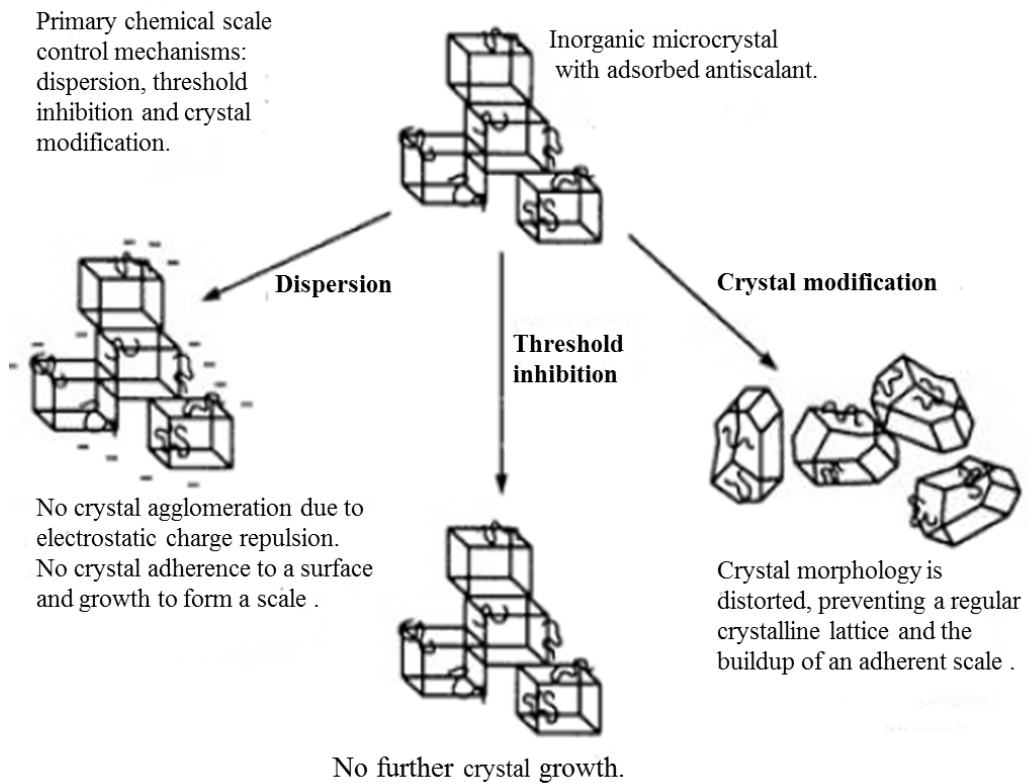 Primary chemical scale
control mechanisms:
dispersion, threshold
inhibition and crystal
modification.
Inorganic microcrystal
with adsorbed antiscalant.
Dispersion
Crystal modification
Threshold
inhibition
No crystal agglomeration due to
electrostatic charge repulsion.
No crystal adherence to a surface
and growth to form a scale .
Crystal morphology is
distorted, preventing a regular
crystalline lattice and the
buildup of an adherent scale .
No further crystal growth.